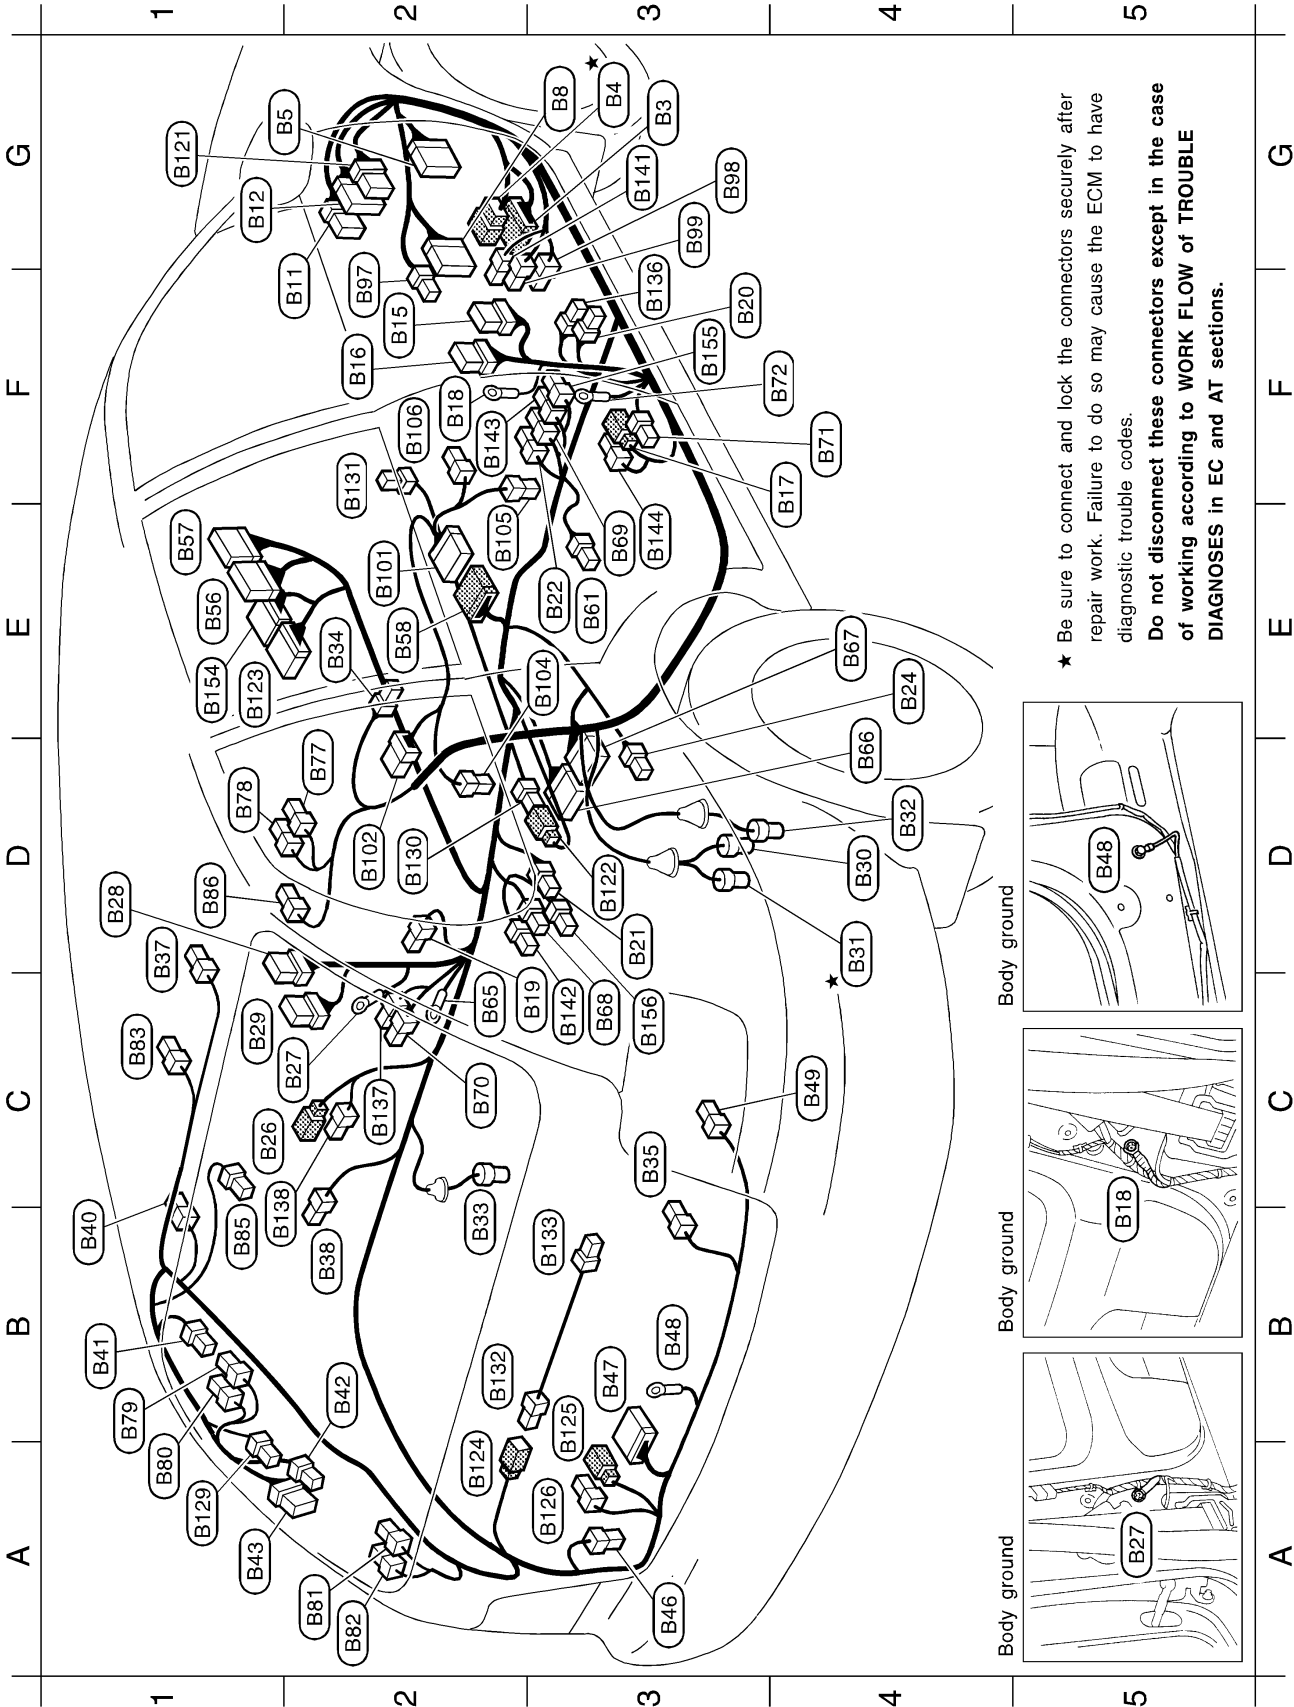 1
2
3
4
5
G
F
E
D
C
B
A
B121
B5
B12
B11
B97
B15
B16
B8
★
B4
B3
B141
B98
B99
B136
B20
B155
B72
B18
B106
B143
B131
B71
B17
B144
B69
B105
B22
B61
B57
B56
B154
B123
B34
B101
B58
B104
B67
B24
B66
B32
B30
B31
★
B78
B77
B102
B130
B122
B21
B86
B28
B37
B83
B29
B27
B65
B19
B142
B68
B156
B137
B70
B26
B138
B38
B33
B49
B35
B40
B85
B133
B41
B79
B80
B129
B43
B42
B132
B124
B125
B126
B47
B48
B46
B81
B82
★ Be sure to connect and lock the connectors securely after
repair work. Failure to do so may cause the ECM to have
diagnostic trouble codes.
Do not disconnect these connectors except in the case
of working according to WORK FLOW of TROUBLE
DIAGNOSES in EC and AT sections.
Body ground
B27
Body ground
B18
Body ground
B48
1
2
3
4
5
A
B
C
D
E
F
G